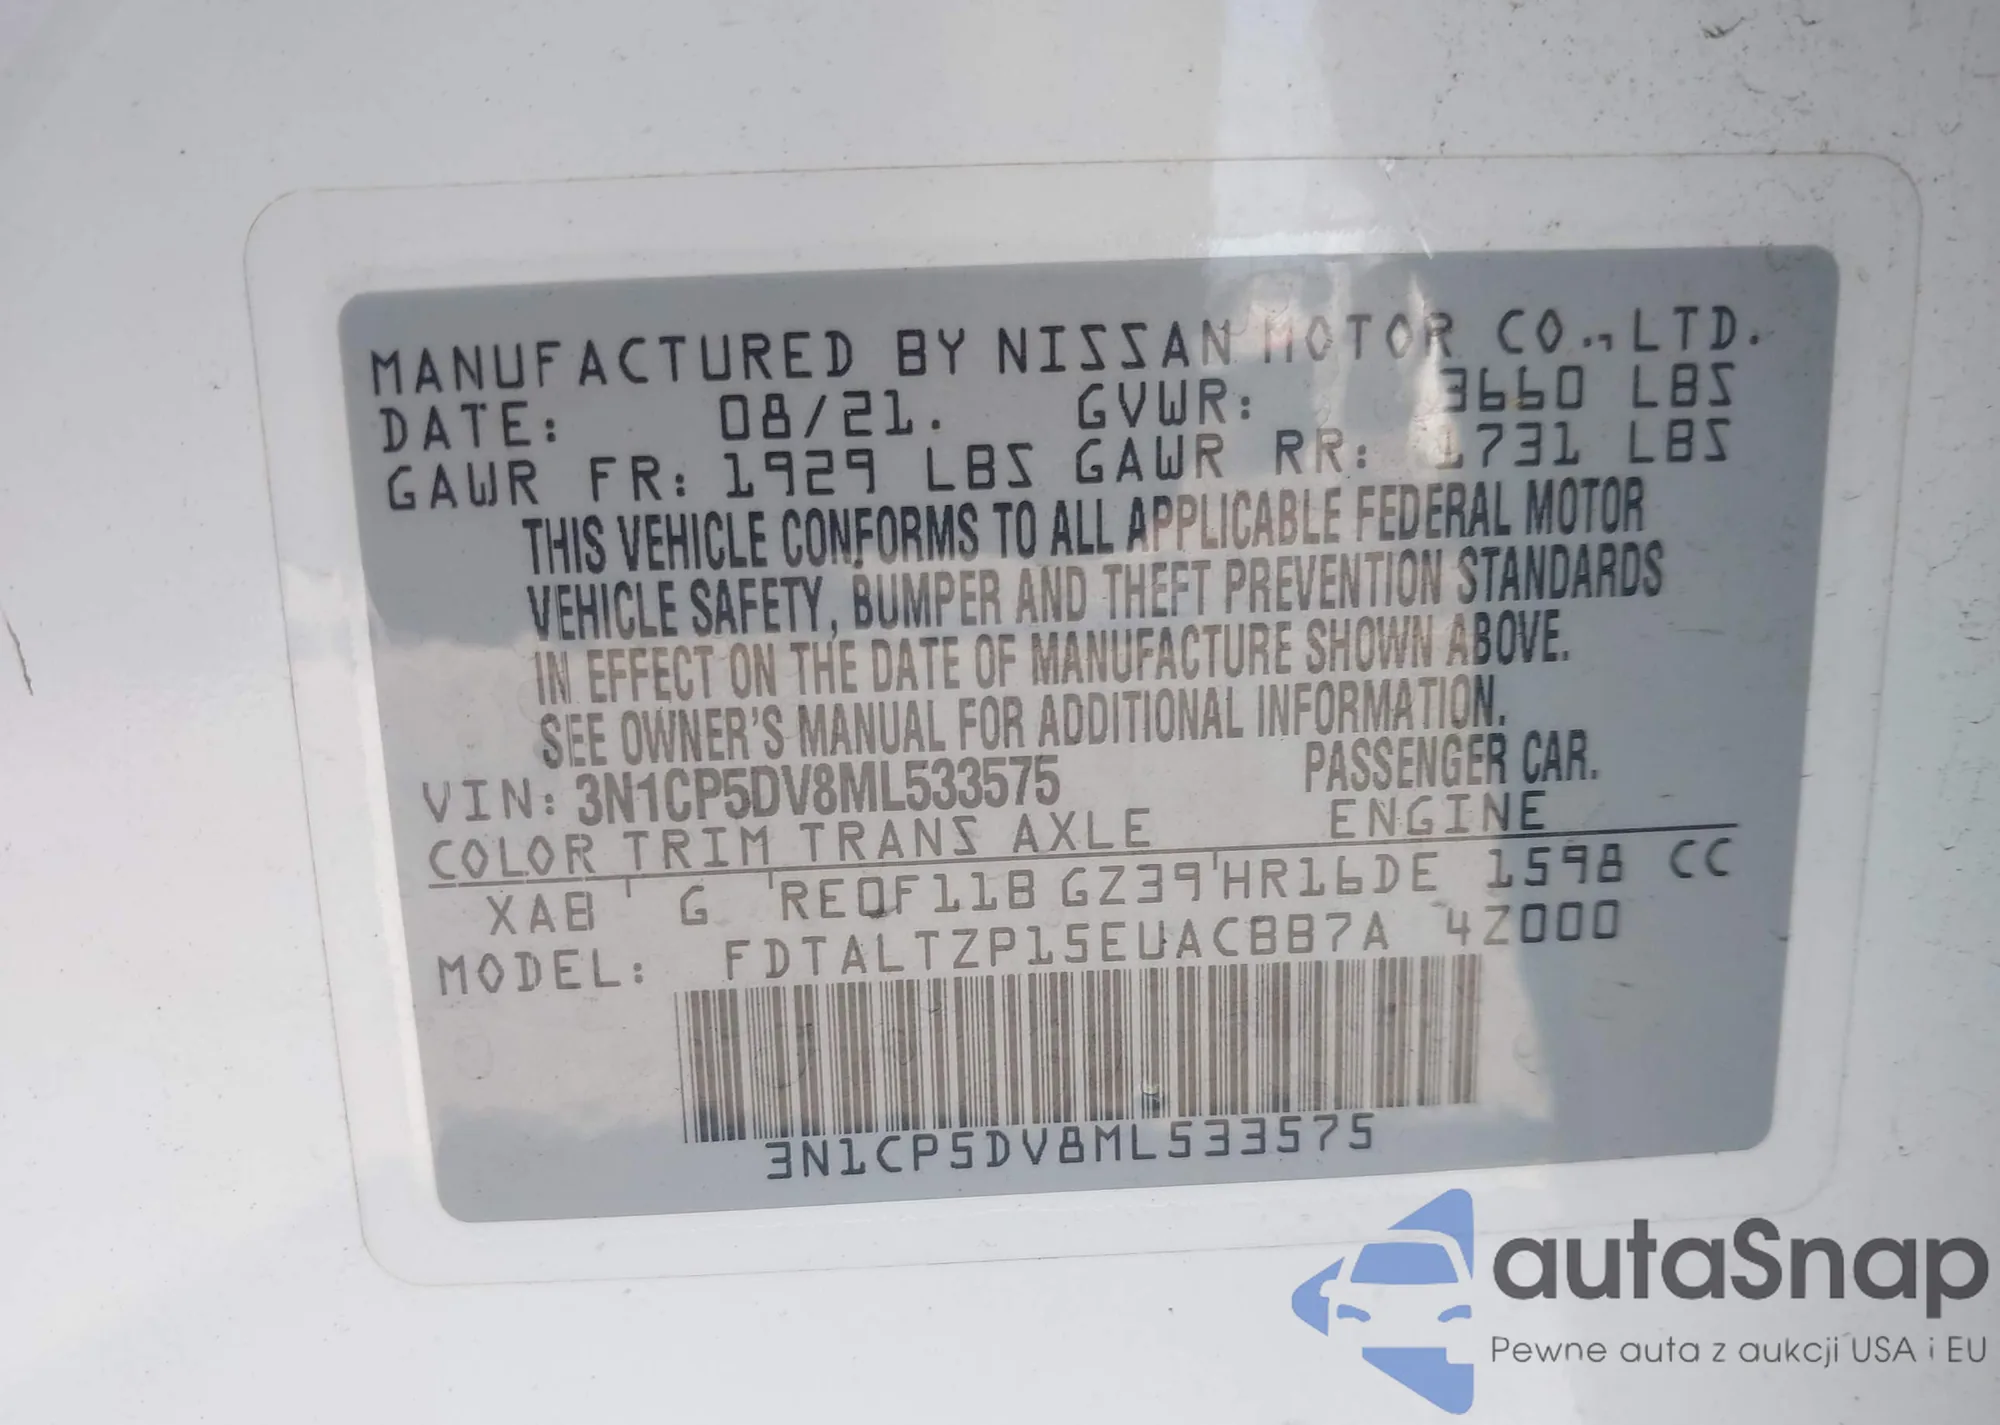 MANUFACTURED BY NISSAN MOTOR CO., LTD.
DATE: 08/21. GVWR: 3660 LBS
GAWR FR: 1929 LBS GAWR RR: 1731 LBS
THIS VEHICLE CONFORMS TO ALL APPLICABLE FEDERAL MOTOR
VEHICLE SAFETY, BUMPER AND THEFT PREVENTION STANDARDS
IN EFFECT ON THE DATE OF MANUFACTURE SHOWN ABOVE.
SEE OWNER'S MANUAL FOR ADDITIONAL INFORMATION.
VIN: 3N1CP5DV8ML533575 PASSENGER CAR.
COLOR TRIM TRANS AXLE ENGINE
XAB G RE0F11B GZ39 HR16DE 1598 CC
MODEL: FDTALTZP15EUACBB7A 4Z000
3N1CP5DV8ML533575
autaSnap
Pewne auta z aukcji USA i EU